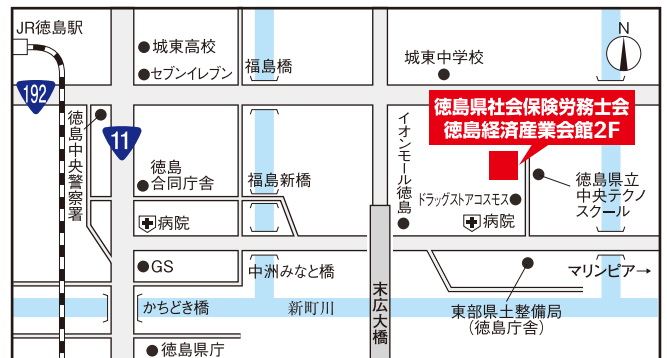 JR徳島駅
城東高校
セブンイレブン
福島橋
城東中学校
N
192
徳島県社会保険労務士会
徳島経済産業会館2F
徳島中央警察署
11
徳島
合同庁舎
福島新橋
イオンモール徳島
ドラッグストアコスモス
徳島県立
中央テクノ
スクール
病院
病院
GS
中洲みなと橋
マリンピア→
かちどき橋
新町川
末広大橋
東部県土整備局
（徳島庁舎）
徳島県庁